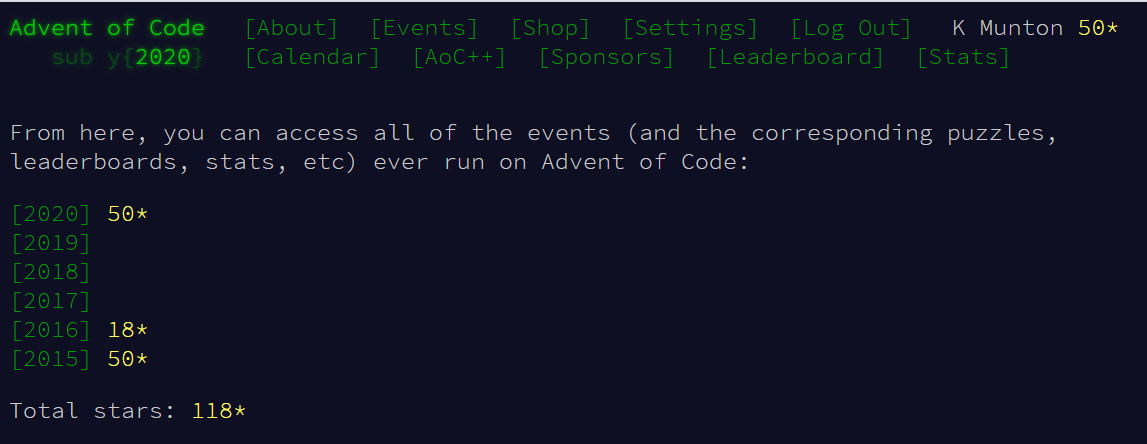 Advent of Code [About] [Events] [Shop] [Settings] [Log Out] K Munton 50*
sub y{2020} [Calendar] [AoC++] [Sponsors] [Leaderboard] [Stats]
From here, you can access all of the events (and the corresponding puzzles,
leaderboards, stats, etc) ever run on Advent of Code:
[2020] 50*
[2019]
[2018]
[2017]
[2016] 18*
[2015] 50*
Total stars: 118*